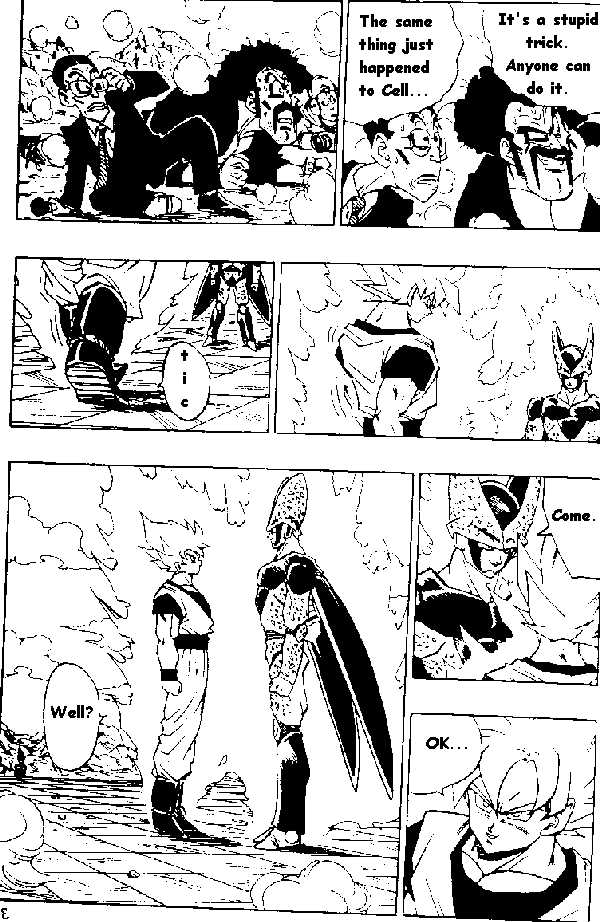 The same
thing just
happened
to Cell...
It's a stupid
trick.
Anyone can
do it.
t
i
c
Well?
Come.
OK...
3